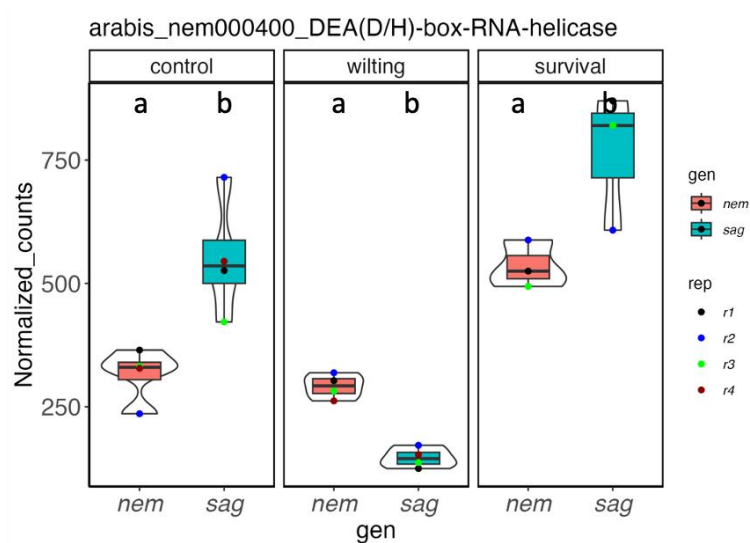 arabis_nem000400_DEA(D/H)-box-RNA-helicase
control
wilting
survival
a
b
a
b
a
b
Normalized_counts
750
500
250
nem
sag
nem
sag
nem
sag
gen
gen
nem
sag
rep
r1
r2
r3
r4